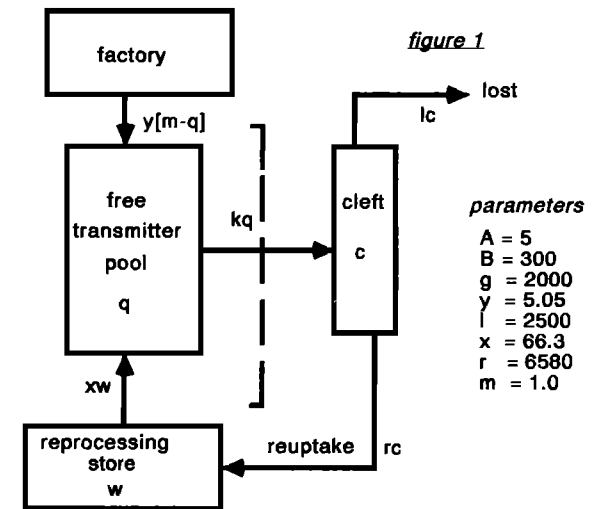 figure 1
factory
lost
lc
y[m-q]
free
transmitter
pool
q
kq
cleft
c
parameters
A = 5
B = 300
g = 2000
y = 5.05
l = 2500
x = 66.3
r = 6580
m = 1.0
xw
reprocessing
store
w
reuptake rc